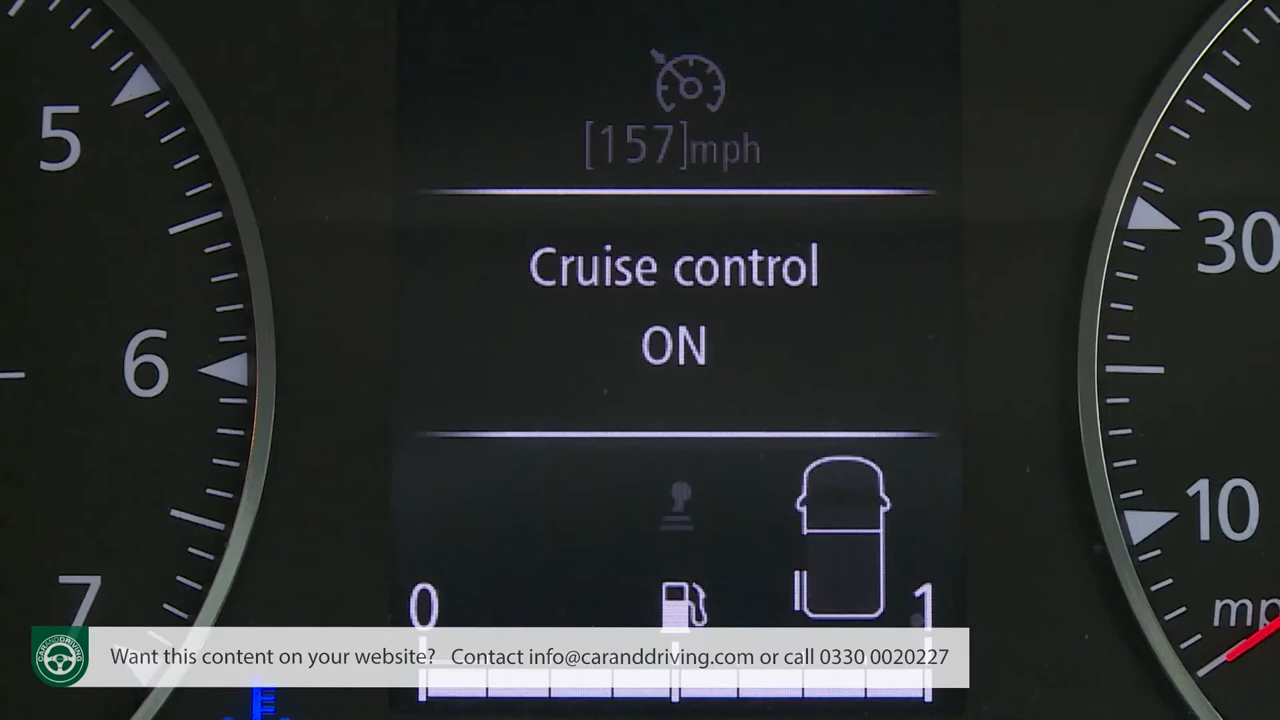 [157]mph
5
Cruise control
30
ON
6
10
7
0
1
mp
CARANDDRIVING
Want this content on your website? Contact info@caranddriving.com or call 0330 0020227